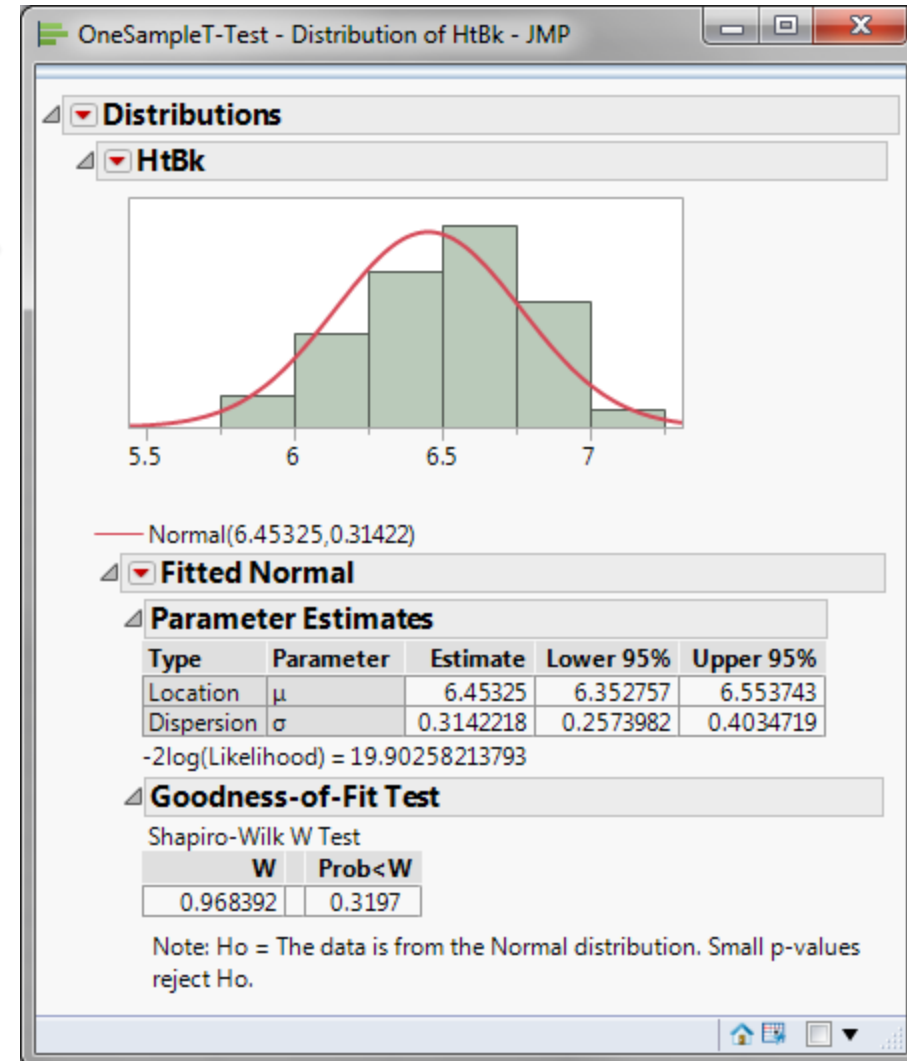 OneSampleT-Test - Distribution of HtBk - JMP
Distributions
HtBk
5.5 6 6.5 7
Normal(6.45325,0.31422)
Fitted Normal
Parameter Estimates
Type Parameter Estimate Lower 95% Upper 95%
Location μ 6.45325 6.352757 6.553743
Dispersion σ 0.3142218 0.2573982 0.4034719
-2log(Likelihood) = 19.90258213793
Goodness-of-Fit Test
Shapiro-Wilk W Test
W Prob<W
0.968392 0.3197
Note: Ho = The data is from the Normal distribution. Small p-values
reject Ho.